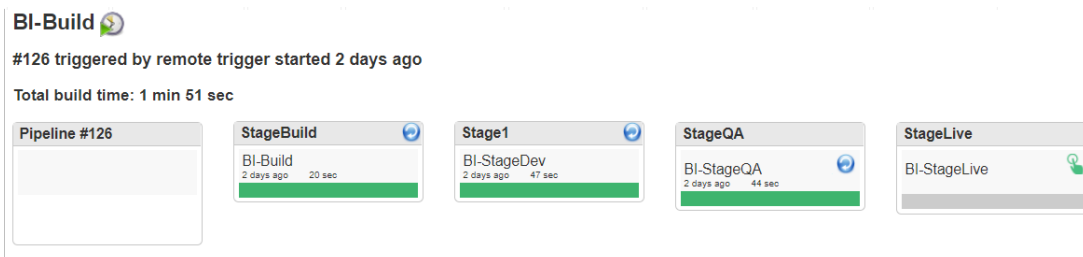 BI-Build
#126 triggered by remote trigger started 2 days ago
Total build time: 1 min 51 sec
Pipeline #126
StageBuild
BI-Build
2 days ago 20 sec
Stage1
BI-StageDev
2 days ago 47 sec
StageQA
BI-StageQA
2 days ago 44 sec
StageLive
BI-StageLive